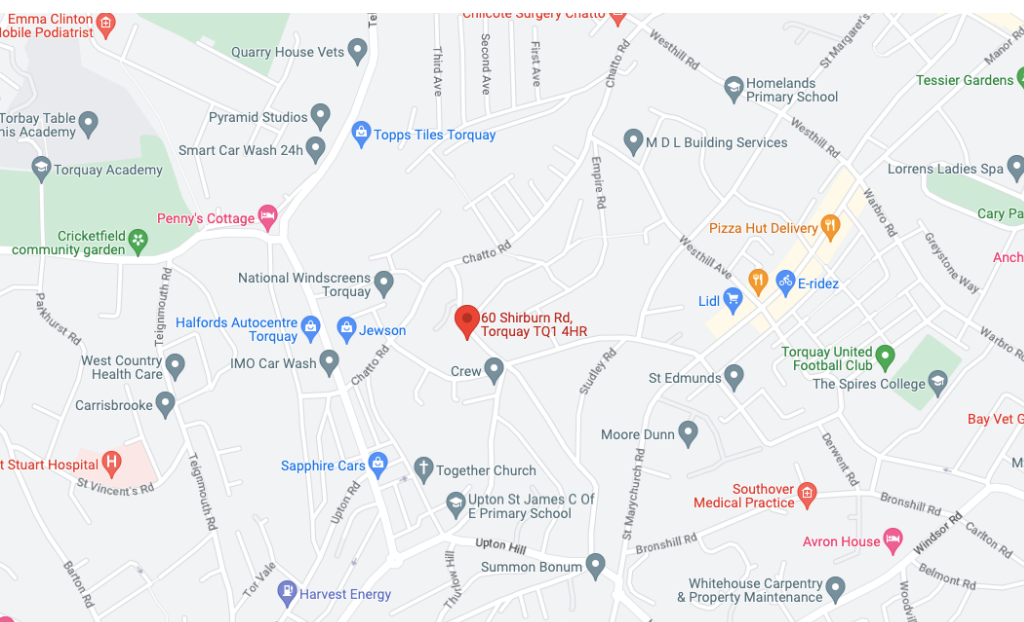 Emma Clinton
obile Podiatrist
Chilcote Surgery Chatto
Quarry House Vets
Third Ave
Second Ave
First Ave
Chatto Rd
Westhill Rd
St Margaret's
Manor Rd
Homelands
Primary School
Tessier Gardens
Torbay Table
nis Academy
Pyramid Studios
Topps Tiles Torquay
Smart Car Wash 24h
M D L Building Services
Westhill Rd
Torquay Academy
Lorrens Ladies Spa
Empire Rd
Penny's Cottage
Warbro Rd
Cary Pa
Cricketfield
community garden
Pizza Hut Delivery
Chatto Rd
Westhill Ave
Greystone Way
Anch
Teignmouth Rd
National Windscreens
Torquay
E-ridez
Lidl
Parkhurst Rd
Halfords Autocentre
Torquay
Jewson
60 Shirburn Rd,
Torquay TQ1 4HR
Warbro R
West Country
Health Care
IMO Car Wash
Chatto Rd
Crew
Studley Rd
St Edmunds
Torquay United
Football Club
The Spires College
Carrisbrooke
Moore Dunn
Bay Vet G
t Stuart Hospital
St Vincent's Rd
Sapphire Cars
Together Church
Derwent Rd
M
Teignmouth Rd
Upton Rd
Upton St James C Of
E Primary School
St Marychurch Rd
Southover
Medical Practice
Bronshill Rd
Windsor Rd
Carlton Rd
Upton Hill
Bronshill Rd
Avron House
Thurlow Hill
Summon Bonum
Belmont Rd
Barton Rd
Tor Vale
Harvest Energy
Whitehouse Carpentry
& Property Maintenance
Woodvill